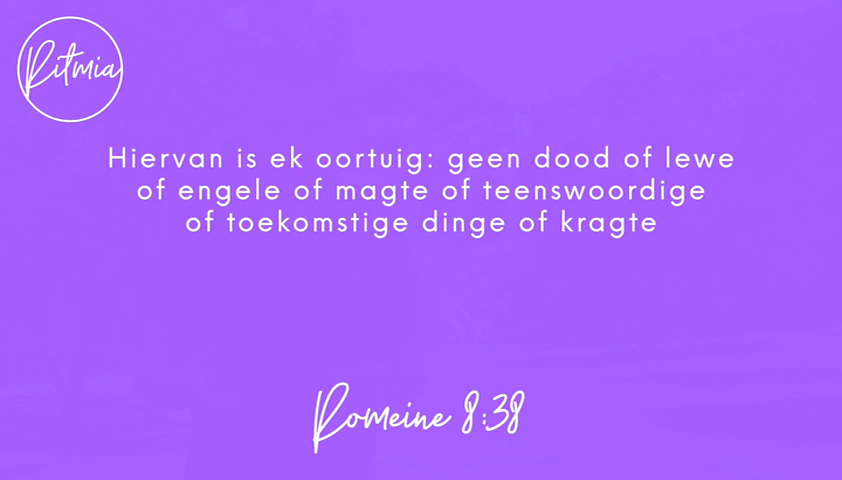 Ritmia
Hiervan is ek oortuig: geen dood of lewe
of engele of magte of teenswoordige
of toekomstige dinge of kragte
Romeine 8:38